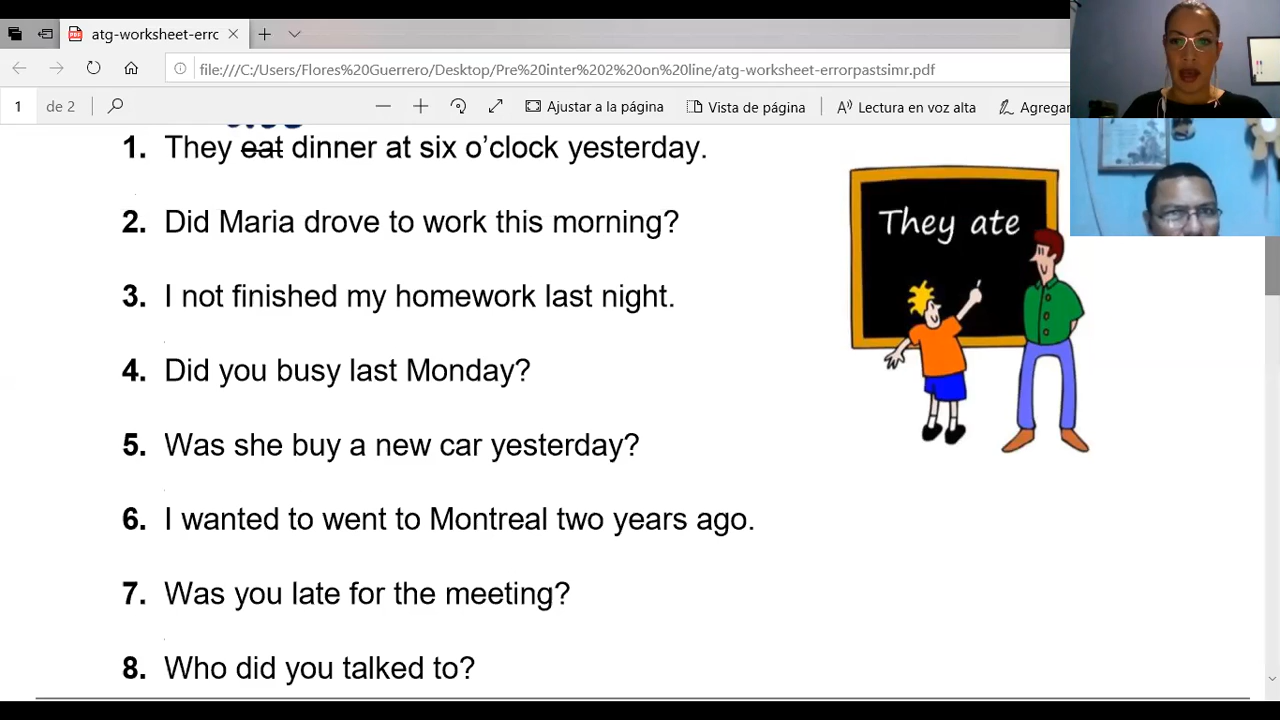 atg-worksheet-errc
file:///C:/Users/Flores%20Guerrero/Desktop/Pre%20inter%202%20on%20line/atg-worksheet-errorpastsimr.pdf
1 de 2 Ajustar a la página Vista de página Lectura en voz alta Agregar
1. They eat dinner at six o’clock yesterday.
2. Did Maria drove to work this morning?
3. I not finished my homework last night.
4. Did you busy last Monday?
5. Was she buy a new car yesterday?
6. I wanted to went to Montreal two years ago.
7. Was you late for the meeting?
8. Who did you talked to?
They ate